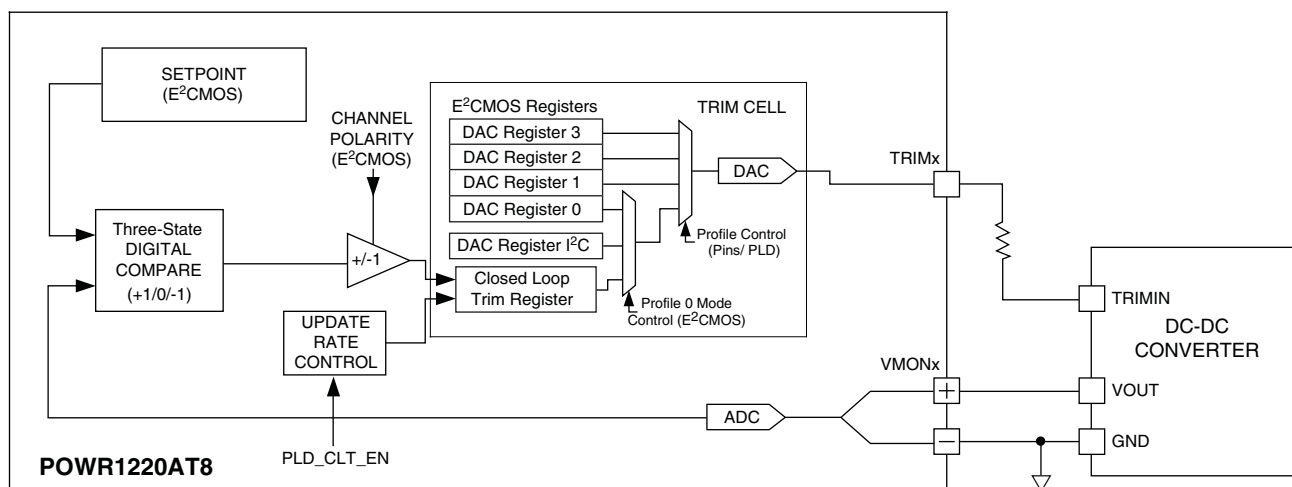 SETPOINT
(E²CMOS)
CHANNEL
POLARITY
(E²CMOS)
E²CMOS Registers
TRIM CELL
DAC Register 3
DAC Register 2
DAC Register 1
DAC Register 0
DAC Register I²C
Closed Loop
Trim Register
DAC
Profile Control
(Pins/ PLD)
Profile 0 Mode
Control (E²CMOS)
Three-State
DIGITAL
COMPARE
(+1/0/-1)
+/-1
UPDATE
RATE
CONTROL
PLD_CLT_EN
ADC
TRIMx
VMONx
+
−
TRIMIN
DC-DC
CONVERTER
VOUT
GND
POWR1220AT8